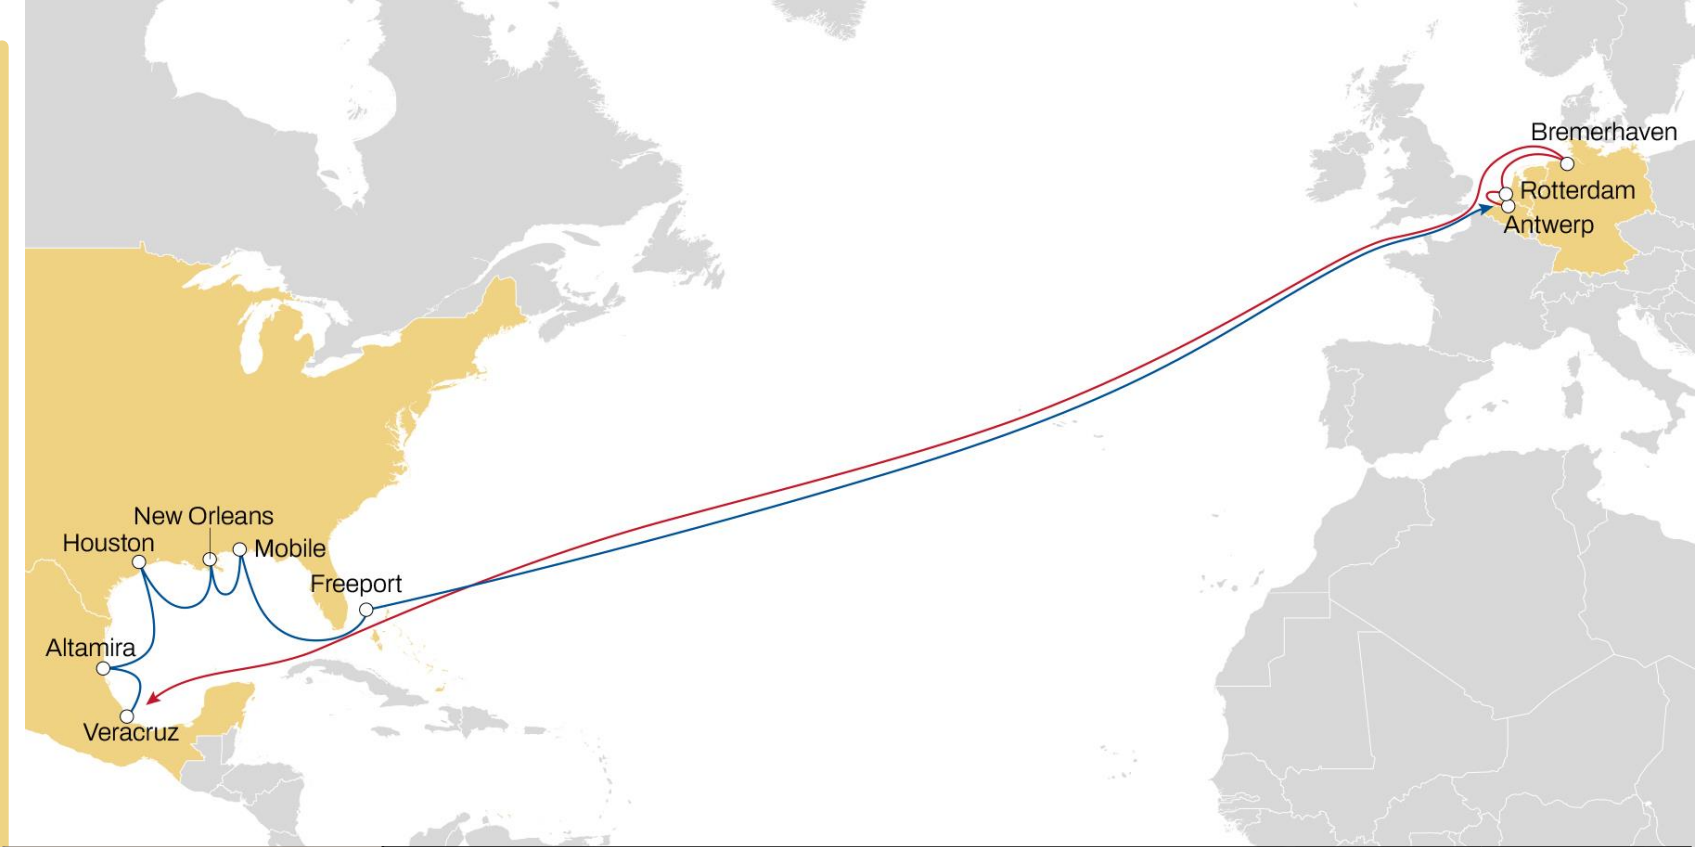 Bremerhaven
Rotterdam
Antwerp
New Orleans
Houston
Mobile
Freeport
Altamira
Veracruz